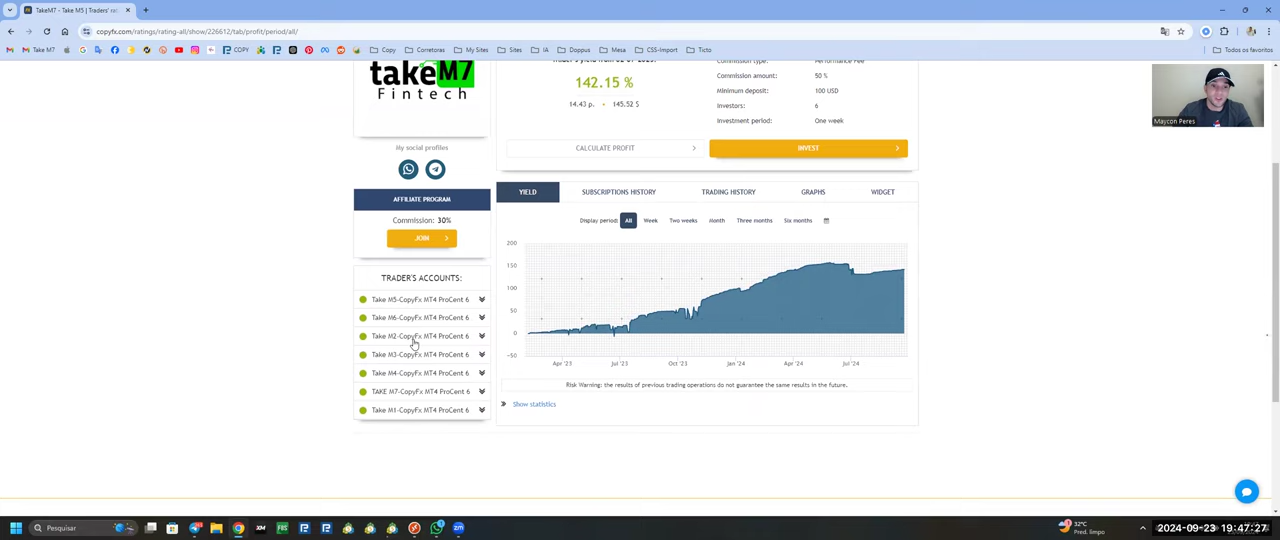 TakeM7 - Take M5 | Traders' ra
copyfx.com/ratings/rating-all/show/226612/tab/profit/period/all/
Take M7
COPY
Copy
Corretoras
My Sites
Sites
IA
Doppus
Mesa
CSS-Import
Ticto
Todos os favoritos
takeM7
Fintech
142.15 %
14.43 p. • 145.52 $
Commission type: Performance Fee
Commission amount: 50 %
Minimum deposit: 100 USD
Investors: 6
Investment period: One week
Maycon Peres
My social profiles
CALCULATE PROFIT
INVEST
AFFILIATE PROGRAM
Commission: 30%
JOIN
YIELD
SUBSCRIPTIONS HISTORY
TRADING HISTORY
GRAPHS
WIDGET
Display period: All Week Two weeks Month Three months Six months
200
150
100
50
0
-50
Apr '23 Jul '23 Oct '23 Jan '24 Apr '24 Jul '24
TRADER'S ACCOUNTS:
Take M5-CopyFx MT4 ProCent 6
Take M6-CopyFx MT4 ProCent 6
Take M2-CopyFx MT4 ProCent 6
Take M3-CopyFx MT4 ProCent 6
Take M4-CopyFx MT4 ProCent 6
TAKE M7-CopyFx MT4 ProCent 6
Take M1-CopyFx MT4 ProCent 6
Risk Warning: the results of previous trading operations do not guarantee the same results in the future.
Show statistics
Pesquisar
XM
FBS
32°C
Pred. limpo
2024-09-23 19:47:27